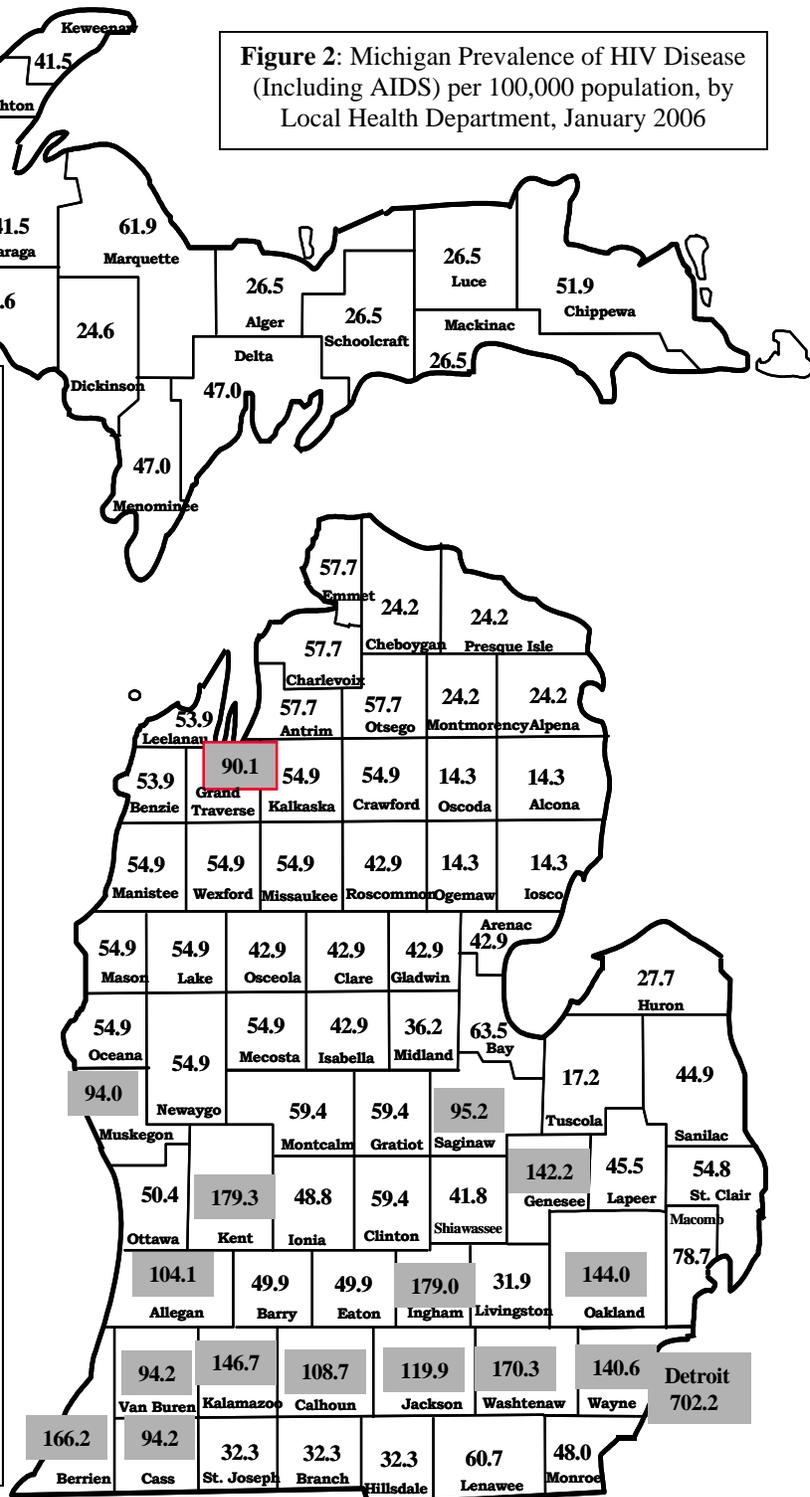 Keweenaw
41.5
hton
Figure 2: Michigan Prevalence of HIV Disease
(Including AIDS) per 100,000 population, by
Local Health Department, January 2006
41.5
araga
61.9
Marquette
.6
24.6
Dickinson
26.5
Alger
26.5
Schoolcraft
26.5
Luce
51.9
Chippewa
Mackinac
26.5
Delta
47.0
47.0
Menominee
57.7
Emmet
24.2
Cheboygan
24.2
Presque Isle
57.7
Charlevoix
53.9
Leelanau
57.7
Antrim
57.7
Otsego
24.2
Montmorency
24.2
Alpena
53.9
Benzie
90.1
Grand
Traverse
54.9
Kalkaska
54.9
Crawford
14.3
Oscoda
14.3
Alcona
54.9
Manistee
54.9
Wexford
54.9
Missaukee
42.9
Roscommon
14.3
Ogemaw
14.3
Iosco
54.9
Mason
54.9
Lake
42.9
Osceola
42.9
Clare
42.9
Gladwin
Arenac
42.9
27.7
Huron
54.9
Oceana
54.9
Newaygo
54.9
Mecosta
42.9
Isabella
36.2
Midland
63.5
Bay
17.2
Tuscola
44.9
Sanilac
94.0
Muskegon
59.4
Montcalm
59.4
Gratiot
95.2
Saginaw
50.4
Ottawa
179.3
Kent
48.8
Ionia
59.4
Clinton
41.8
Shiawassee
142.2
Genesee
45.5
Lapeer
54.8
St. Clair
Macomb
78.7
104.1
Allegan
49.9
Barry
49.9
Eaton
179.0
Ingham
31.9
Livingston
144.0
Oakland
94.2
Van Buren
146.7
Kalamazoo
108.7
Calhoun
119.9
Jackson
170.3
Washtenaw
140.6
Wayne
Detroit
702.2
166.2
Berrien
94.2
Cass
32.3
St. Joseph
32.3
Branch
32.3
Hillsdale
60.7
Lenawee
48.0
Monroe